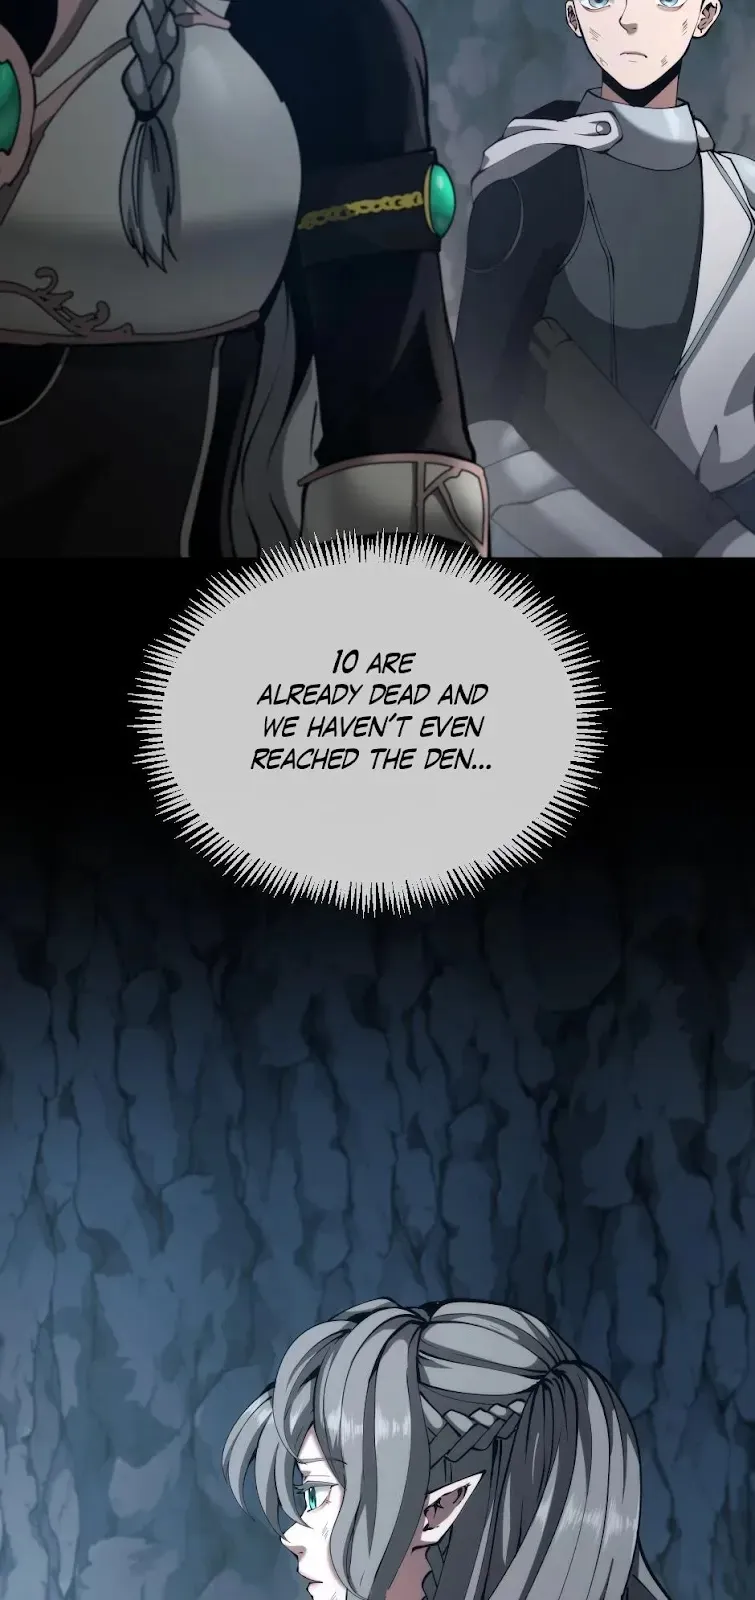 10 ARE
ALREADY DEAD AND
WE HAVEN'T EVEN
REACHED THE DEN...